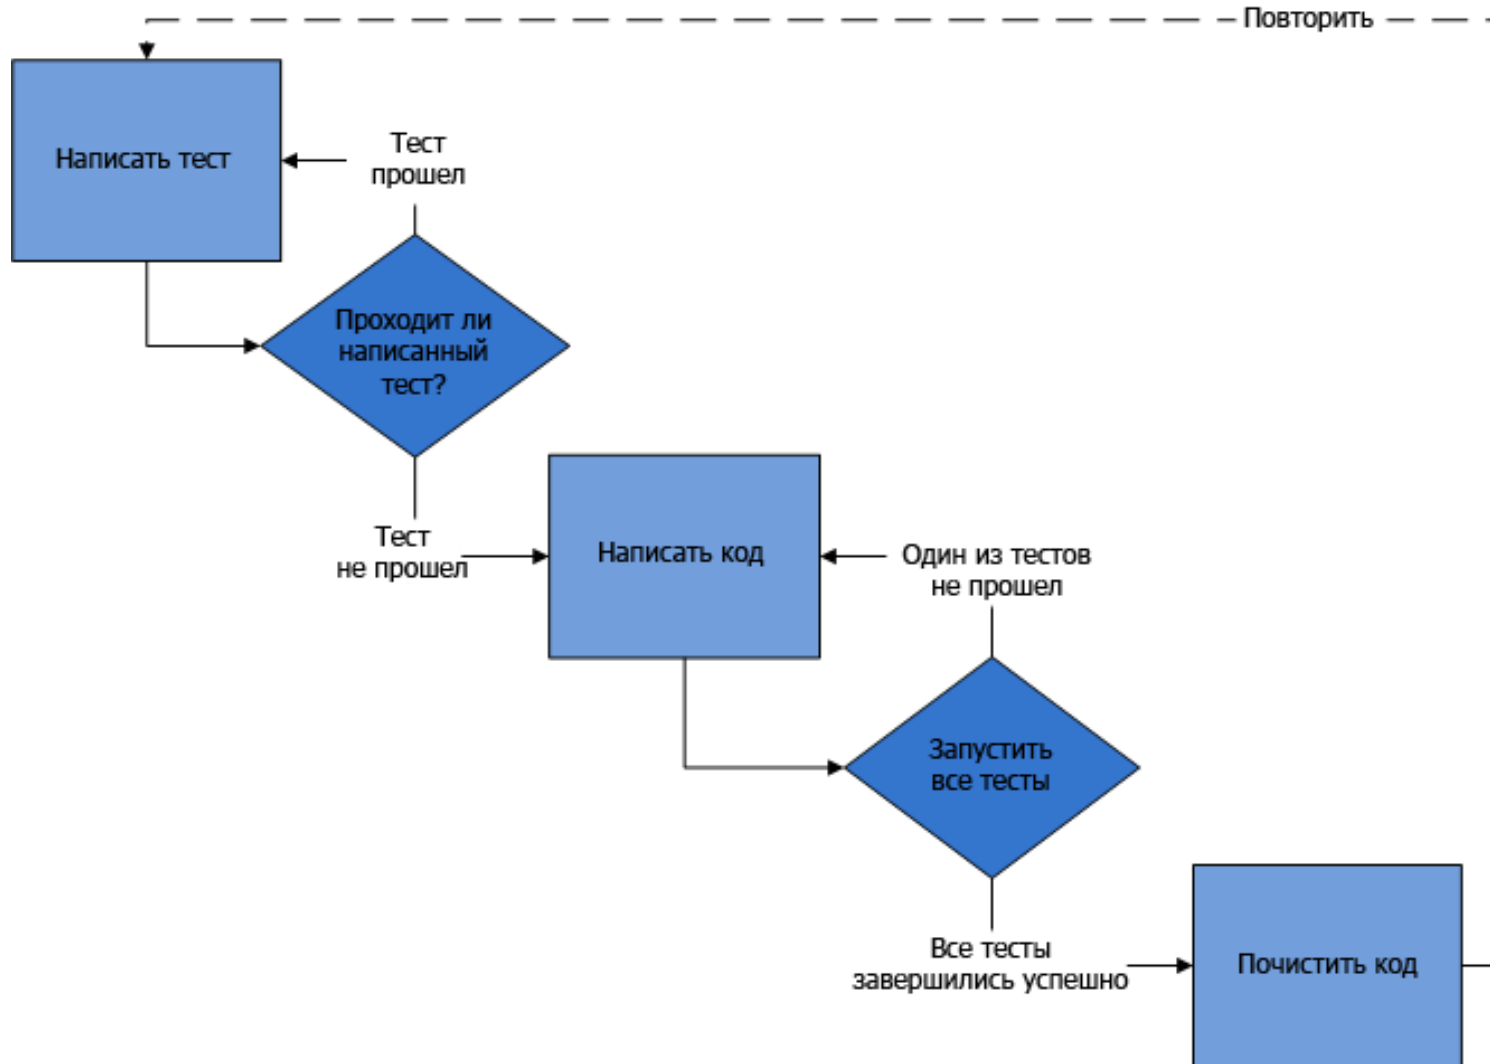 Повторить
Написать тест
Тест
прошел
Проходит ли
написанный
тест?
Тест
не прошел
Написать код
Один из тестов
не прошел
Запустить
все тесты
Все тесты
завершились успешно
Почистить код